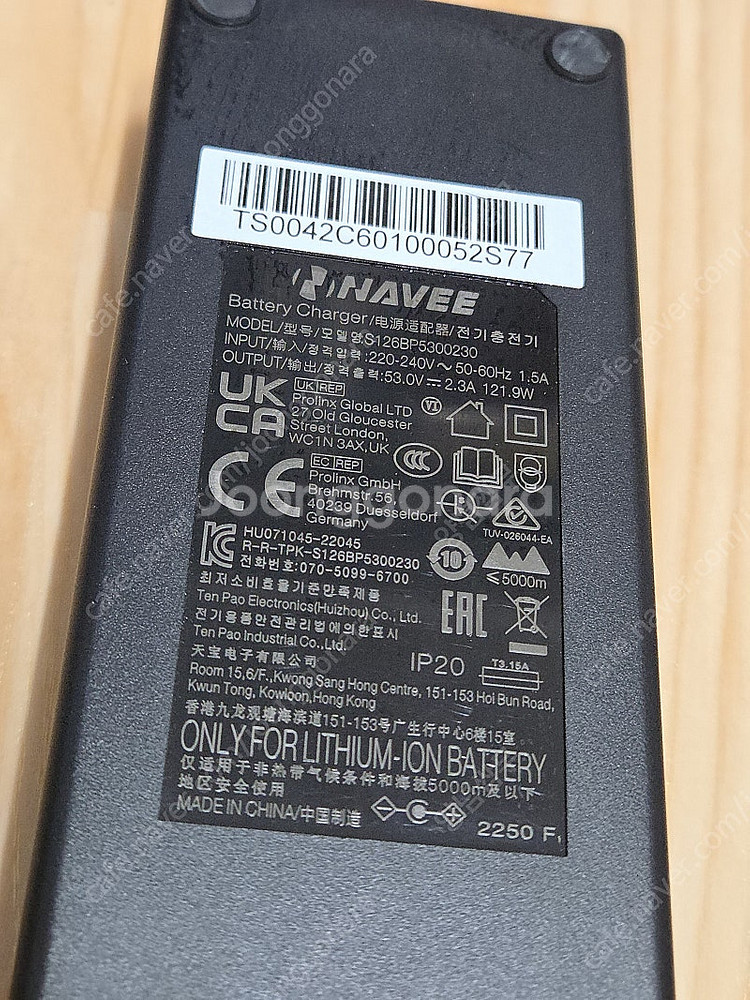 TS0042C60100052S77
NAVEE
Battery Charger/电源适配器/전기충전기
MODEL/型号/모델명:S126BP5300230
INPUT/输入/정격입력:220-240V~ 50-60Hz 1.5A
OUTPUT/输出/정격출력:53.0V⎓2.3A 121.9W
UK CA
UK REP
Prolinx Global LTD
27 Old Gloucester
Street London,
WC1N 3AX,UK
VI
CCC
CE
EC REP
Prolinx GmbH
Brehmstr.56,
40239 Duesseldorf
Germany
TUV-026044-EA
HU071045-22045
R-R-TPK-S126BP5300230
전화번호:070-5099-6700
10
≤5000m
최저소비효율기준만족제품
Ten Pao Electronics(Huizhou) Co., Ltd.
전기용품안전관리법에의한표시
Ten Pao Industrial Co.,Ltd.
EAC
天宝电子有限公司
IP20
T3.15A
Room 15,6/F.,Kwong Sang Hong Centre, 151-153 Hoi Bun Road,
Kwun Tong, Kowloon,Hong Kong
香港九龙观塘海滨道151-153号广生行中心6楼15室
ONLY FOR LITHIUM-ION BATTERY
仅适用于非热带气候条件和海拔5000m及以下
地区安全使用
MADE IN CHINA/中国制造
2250 F1
Joonggonara